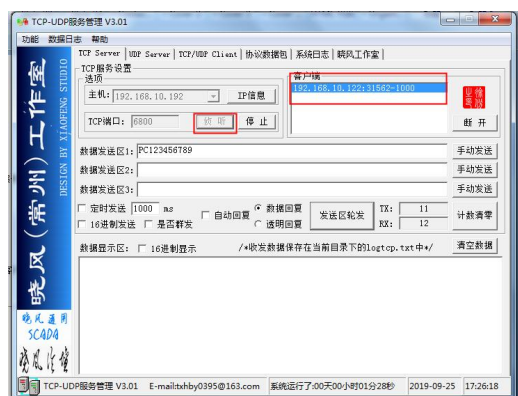 TCP-UDP服务管理 V3.01
功能 数据日志 帮助
TCP Server UDP Server TCP/UDP Client 协议数据包 系统日志 晓风工作室
TCP服务设置
选项
主机: 192.168.10.192 IP信息
TCP端口: 6800 侦听 停止
客户端
192.168.10.122:31562-1000
断开
数据发送区1: PC123456789 手动发送
数据发送区2: 手动发送
数据发送区3: 手动发送
定时发送 1000 ms 自动回复 数据回复 发送区轮发 TX: 11 计数清零
16进制发送 是否群发 透明回复 RX: 12
数据显示区: 16进制显示 /*收发数据保存在当前目录下的logtcp.txt中*/ 清空数据
晓风(常州)工作室
DESIGN BY XIAOFENG STUDIO
晓风通用
SCADA
TCP-UDP服务管理 V3.01 E-mail:txhby0395@163.com 系统运行了:00天00小时01分28秒 2019-09-25 17:26:18